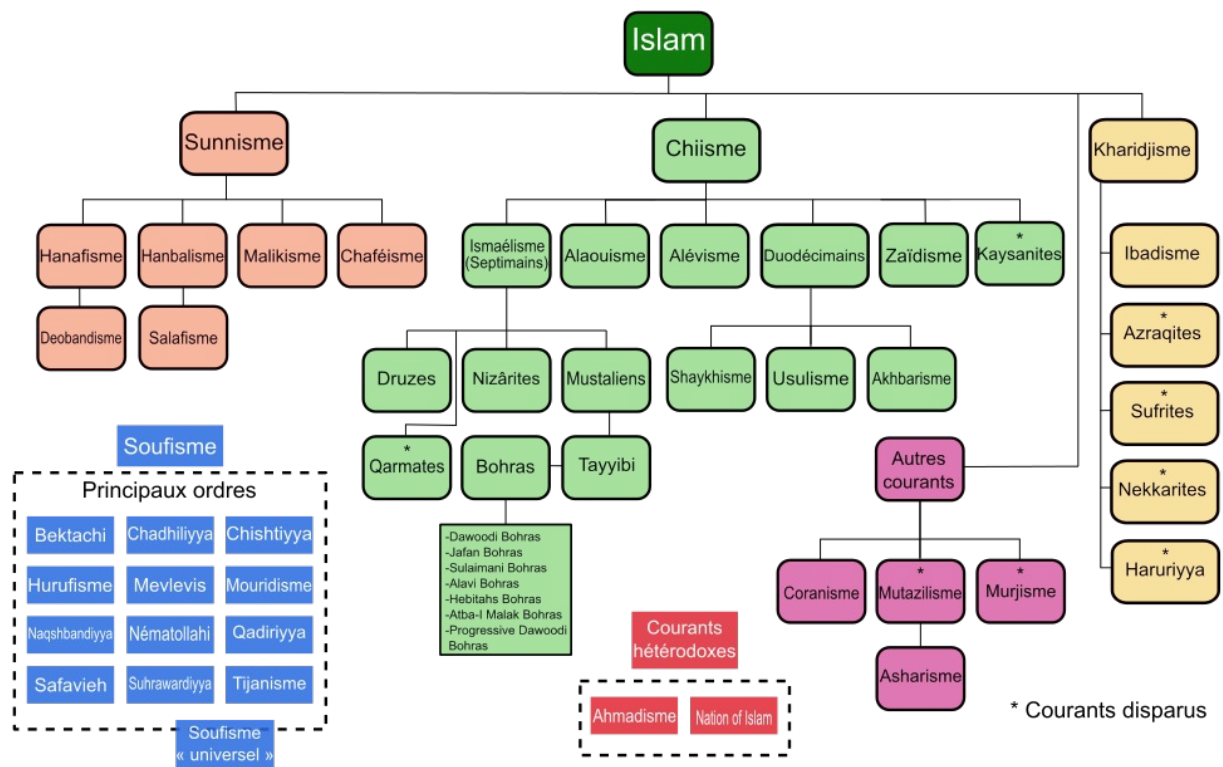 Islam
Sunnisme
Chiisme
Kharidjisme
Hanafisme
Hanbalisme
Malikisme
Chaféisme
Ismaélisme
(Septimains)
Alaouisme
Alévisme
Duodécimains
Zaïdisme
*
Kaysanites
Ibadisme
Deobandisme
Salafisme
*
Azraqites
Druzes
Nizârites
Mustaliens
Shaykhisme
Usulisme
Akhbarisme
*
Sufrites
*
Qarmates
Bohras
Tayyibi
Autres
courants
*
Nekkarites
*
Haruriyya
-Dawoodi Bohras
-Jafan Bohras
-Sulaimani Bohras
-Alavi Bohras
-Hebitahs Bohras
-Atba-I Malak Bohras
-Progressive Dawoodi
Bohras
Coranisme
*
Mutazilisme
*
Murjisme
Asharisme
Soufisme
Principaux ordres
Bektachi
Chadhiliyya
Chishtiyya
Hurufisme
Mevlevis
Mouridisme
Naqshbandiyya
Nématollahi
Qadiriyya
Safavieh
Suhrawardiyya
Tijanisme
Soufisme
« universel »
Courants
hétérodoxes
Ahmadisme
Nation of Islam
* Courants disparus